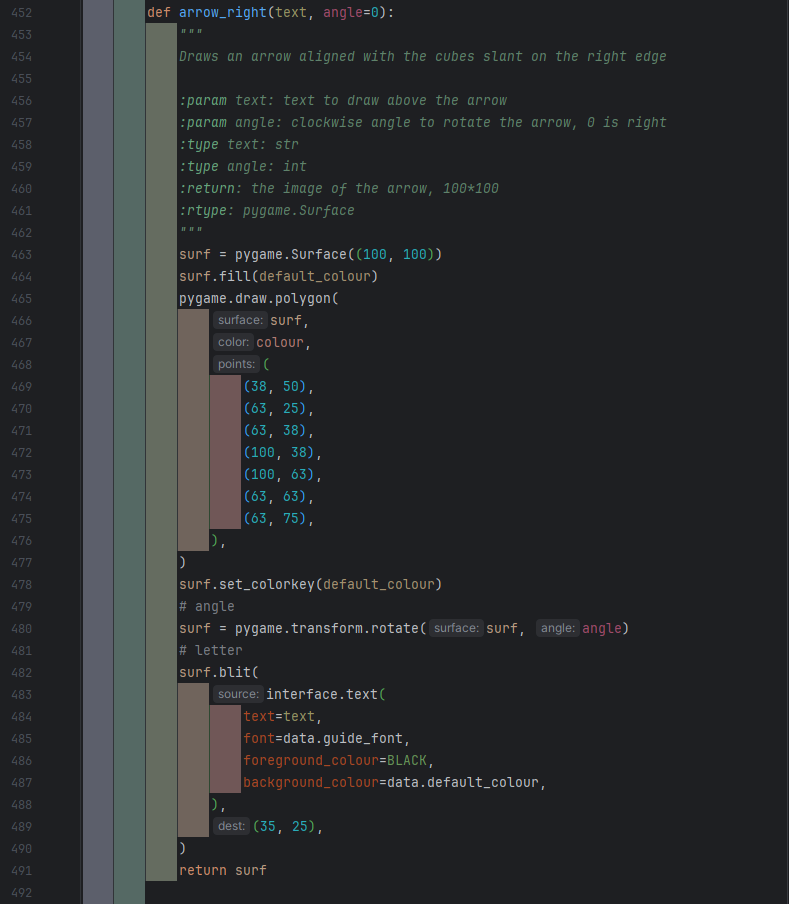 452 def arrow_right(text, angle=0):
453 """
454 Draws an arrow aligned with the cubes slant on the right edge
455
456 :param text: text to draw above the arrow
457 :param angle: clockwise angle to rotate the arrow, 0 is right
458 :type text: str
459 :type angle: int
460 :return: the image of the arrow, 100*100
461 :rtype: pygame.Surface
462 """
463 surf = pygame.Surface((100, 100))
464 surf.fill(default_colour)
465 pygame.draw.polygon(
466 surface: surf,
467 color: colour,
468 points: (
469 (38, 50),
470 (63, 25),
471 (63, 38),
472 (100, 38),
473 (100, 63),
474 (63, 63),
475 (63, 75),
476 ),
477 )
478 surf.set_colorkey(default_colour)
479 # angle
480 surf = pygame.transform.rotate( surface: surf, angle: angle)
481 # letter
482 surf.blit(
483 source: interface.text(
484 text=text,
485 font=data.guide_font,
486 foreground_colour=BLACK,
487 background_colour=data.default_colour,
488 ),
489 dest: (35, 25),
490 )
491 return surf
492